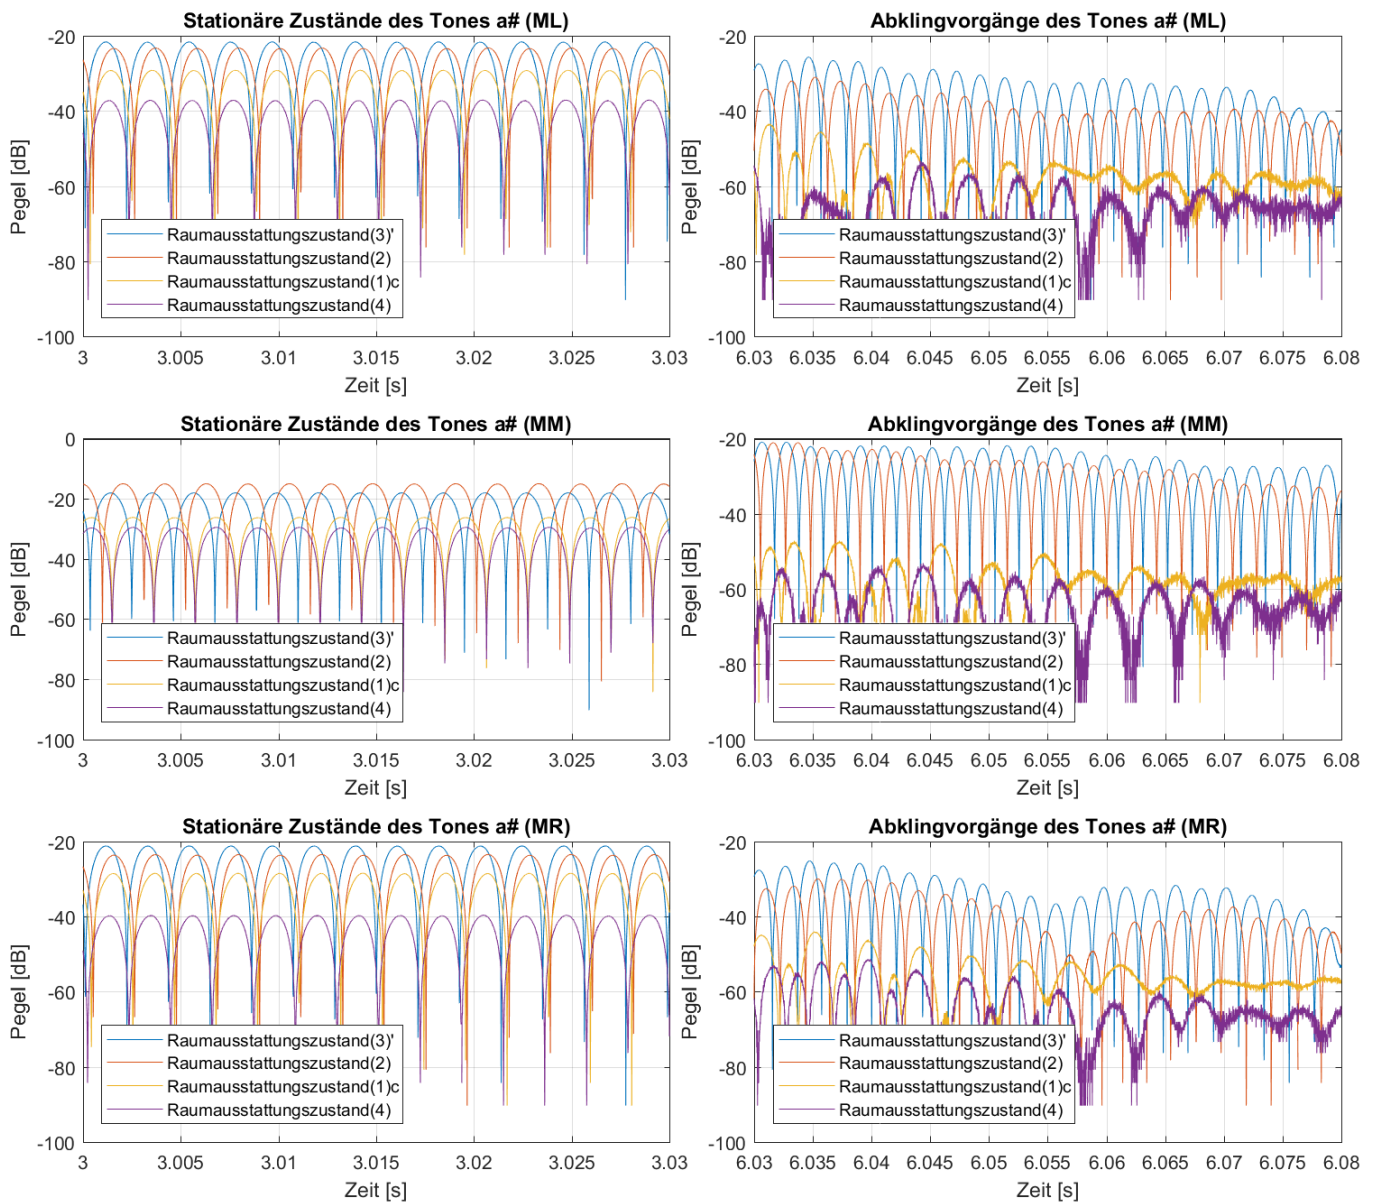 Stationäre Zustände des Tones a# (ML)
-20
-40
-60
-80
-100
Pegel [dB]
Raumausstattungszustand(3)'
Raumausstattungszustand(2)
Raumausstattungszustand(1)c
Raumausstattungszustand(4)
3 3.005 3.01 3.015 3.02 3.025 3.03
Zeit [s]
Abklingvorgänge des Tones a# (ML)
-20
-40
-60
-80
-100
Pegel [dB]
Raumausstattungszustand(3)'
Raumausstattungszustand(2)
Raumausstattungszustand(1)c
Raumausstattungszustand(4)
6.03 6.035 6.04 6.045 6.05 6.055 6.06 6.065 6.07 6.075 6.08
Zeit [s]
Stationäre Zustände des Tones a# (MM)
0
-20
-40
-60
-80
-100
Pegel [dB]
Raumausstattungszustand(3)'
Raumausstattungszustand(2)
Raumausstattungszustand(1)c
Raumausstattungszustand(4)
3 3.005 3.01 3.015 3.02 3.025 3.03
Zeit [s]
Abklingvorgänge des Tones a# (MM)
-20
-40
-60
-80
-100
Pegel [dB]
Raumausstattungszustand(3)'
Raumausstattungszustand(2)
Raumausstattungszustand(1)c
Raumausstattungszustand(4)
6.03 6.035 6.04 6.045 6.05 6.055 6.06 6.065 6.07 6.075 6.08
Zeit [s]
Stationäre Zustände des Tones a# (MR)
-20
-40
-60
-80
-100
Pegel [dB]
Raumausstattungszustand(3)'
Raumausstattungszustand(2)
Raumausstattungszustand(1)c
Raumausstattungszustand(4)
3 3.005 3.01 3.015 3.02 3.025 3.03
Zeit [s]
Abklingvorgänge des Tones a# (MR)
-20
-40
-60
-80
-100
Pegel [dB]
Raumausstattungszustand(3)'
Raumausstattungszustand(2)
Raumausstattungszustand(1)c
Raumausstattungszustand(4)
6.03 6.035 6.04 6.045 6.05 6.055 6.06 6.065 6.07 6.075 6.08
Zeit [s]